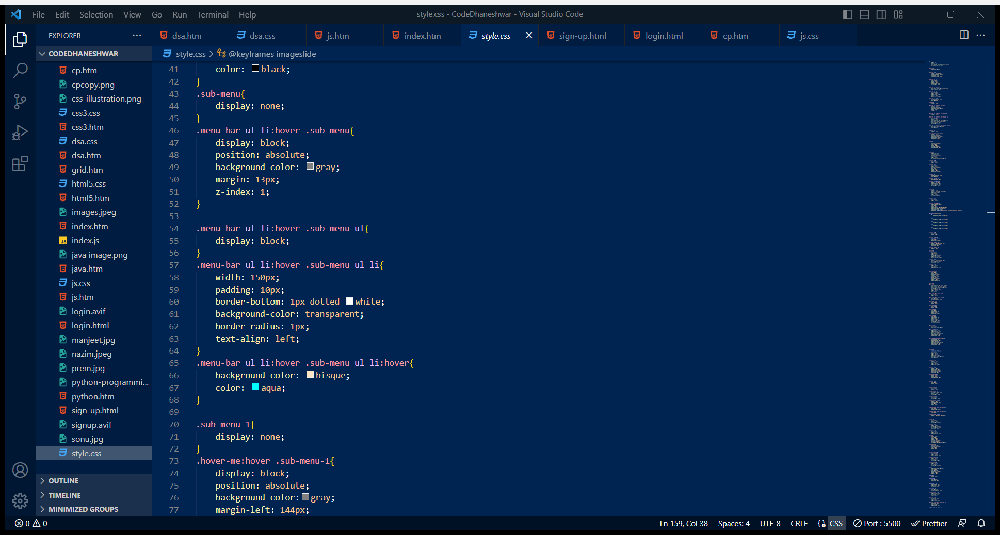 File Edit Selection View Go Run Terminal Help
style.css - CodeDhaneshwar - Visual Studio Code
EXPLORER
dsa.htm
dsa.css
js.htm
index.htm
style.css
sign-up.html
login.html
cp.htm
js.css
CODEDHANESHWAR
style.css > @keyframes imageslide
cp.htm
cpcopy.png
css-illustration.png
css3.css
css3.htm
dsa.css
dsa.htm
grid.htm
html5.css
html5.htm
images.jpeg
index.htm
index.js
java image.png
java.htm
js.css
js.htm
login.avif
login.html
manjeet.jpg
nazim.jpeg
prem.jpg
python-programmi...
python.htm
sign-up.html
signup.avif
sonu.jpg
style.css
OUTLINE
TIMELINE
MINIMIZED GROUPS
41 color: black;
42 }
43 .sub-menu{
44 display: none;
45 }
46 .menu-bar ul li:hover .sub-menu{
47 display: block;
48 position: absolute;
49 background-color: gray;
50 margin: 13px;
51 z-index: 1;
52 }
53
54 .menu-bar ul li:hover .sub-menu ul{
55 display: block;
56 }
57 .menu-bar ul li:hover .sub-menu ul li{
58 width: 150px;
59 padding: 10px;
60 border-bottom: 1px dotted white;
61 background-color: transparent;
62 border-radius: 1px;
63 text-align: left;
64 }
65 .menu-bar ul li:hover .sub-menu ul li:hover{
66 background-color: bisque;
67 color: aqua;
68 }
69
70 .sub-menu-1{
71 display: none;
72 }
73 .hover-me:hover .sub-menu-1{
74 display: block;
75 position: absolute;
76 background-color: gray;
77 margin-left: 144px;
0 0
Ln 159, Col 38 Spaces: 4 UTF-8 CRLF CSS Port : 5500 Prettier